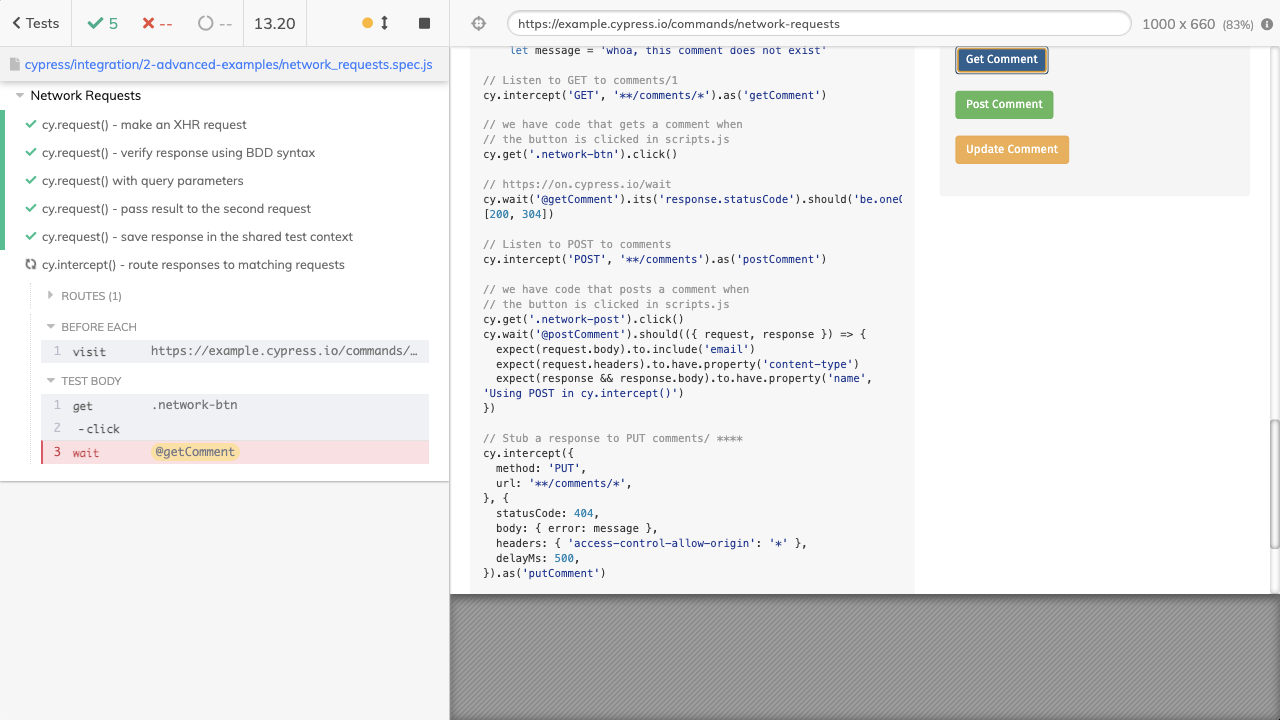 Tests
5
--
--
13.20
https://example.cypress.io/commands/network-requests
1000 x 660 (83%)
cypress/integration/2-advanced-examples/network_requests.spec.js
Network Requests
cy.request() - make an XHR request
cy.request() - verify response using BDD syntax
cy.request() with query parameters
cy.request() - pass result to the second request
cy.request() - save response in the shared test context
cy.intercept() - route responses to matching requests
ROUTES (1)
BEFORE EACH
1 visit https://example.cypress.io/commands/…
TEST BODY
1 get .network-btn
2 -click
3 wait @getComment
let message = 'whoa, this comment does not exist'
// Listen to GET to comments/1
cy.intercept('GET', '**/comments/*').as('getComment')
// we have code that gets a comment when
// the button is clicked in scripts.js
cy.get('.network-btn').click()
// https://on.cypress.io/wait
cy.wait('@getComment').its('response.statusCode').should('be.oneO
[200, 304])
// Listen to POST to comments
cy.intercept('POST', '**/comments').as('postComment')
// we have code that posts a comment when
// the button is clicked in scripts.js
cy.get('.network-post').click()
cy.wait('@postComment').should(({ request, response }) => {
expect(request.body).to.include('email')
expect(request.headers).to.have.property('content-type')
expect(response && response.body).to.have.property('name',
'Using POST in cy.intercept()')
})
// Stub a response to PUT comments/ ****
cy.intercept({
method: 'PUT',
url: '**/comments/*',
}, {
statusCode: 404,
body: { error: message },
headers: { 'access-control-allow-origin': '*' },
delayMs: 500,
}).as('putComment')
Get Comment
Post Comment
Update Comment